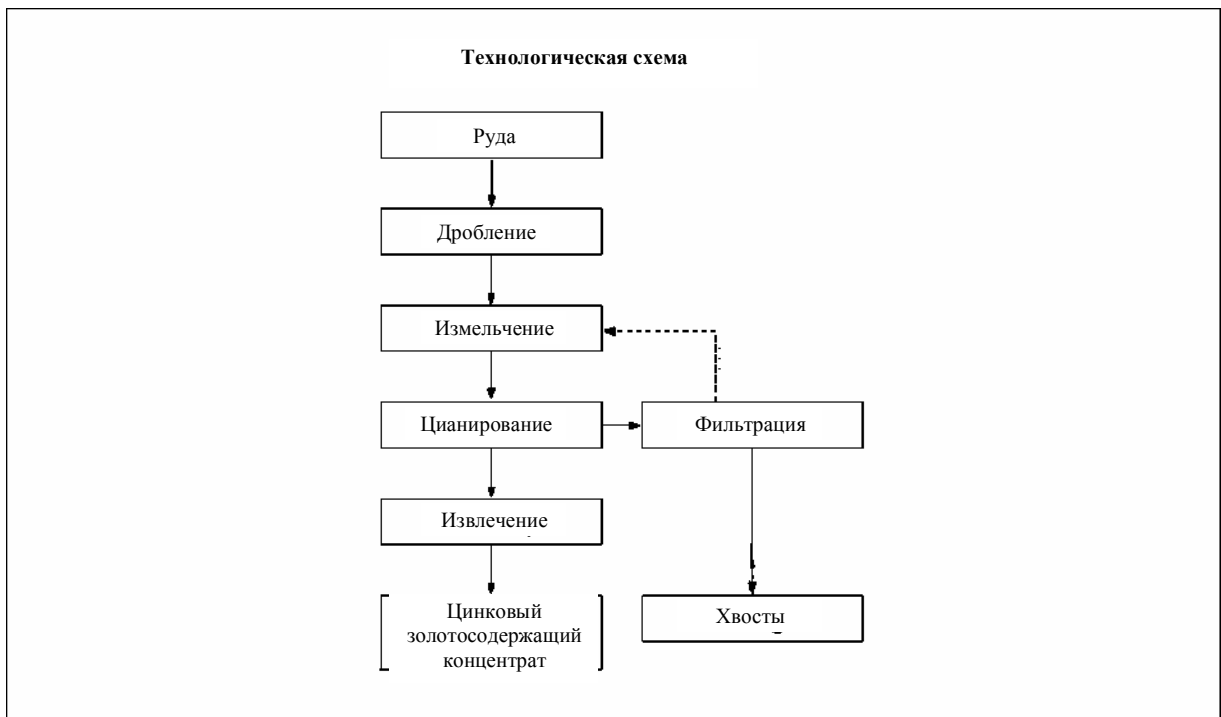 Технологическая схема
Руда
Дробление
Измельчение
Цианирование
Фильтрация
Извлечение
Цинковый
золотосодержащий
концентрат
Хвосты